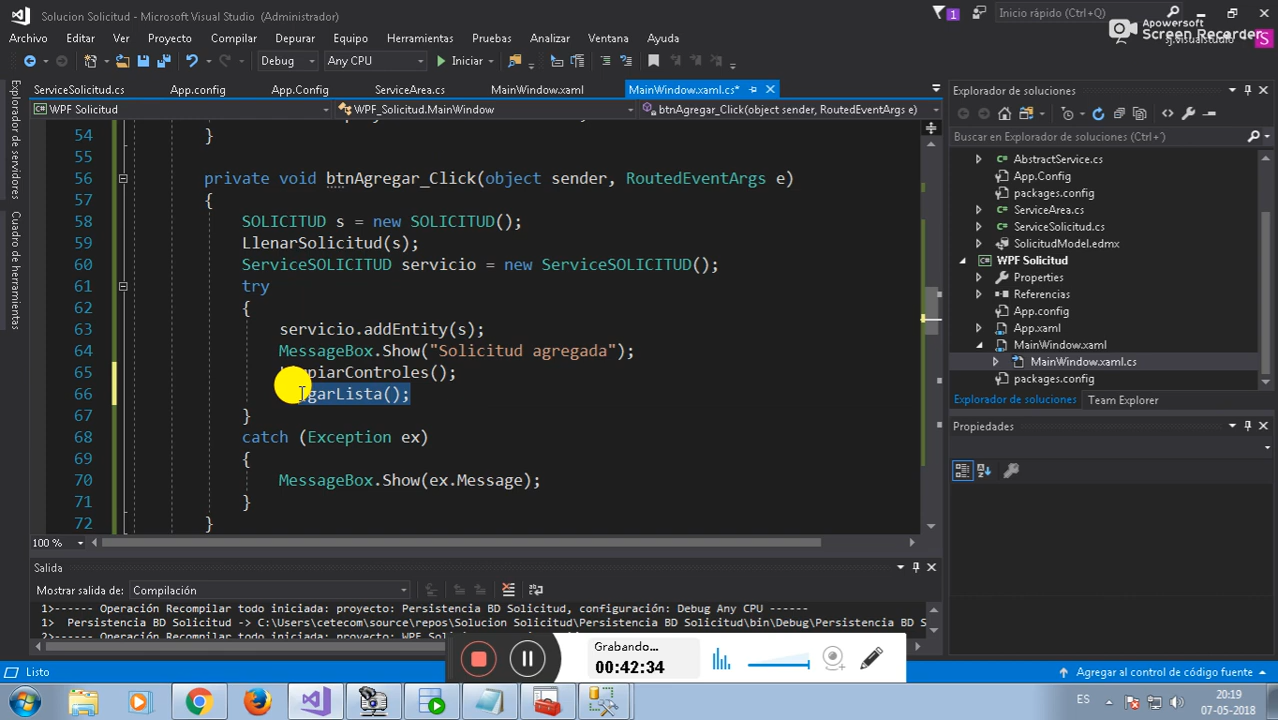 Solucion Solicitud - Microsoft Visual Studio (Administrador)
1
Inicio rápido (Ctrl+Q)
Apowersoft
Screen Recorder
Archivo Editar Ver Proyecto Compilar Depurar Equipo Herramientas Pruebas Analizar Ventana Ayuda
sj.visualstudio
S
Debug Any CPU Iniciar
ServiceSolicitud.cs App.config App.Config ServiceArea.cs MainWindow.xaml MainWindow.xaml.cs*
WPF Solicitud WPF_Solicitud.MainWindow btnAgregar_Click(object sender, RoutedEventArgs e)
Explorador de servidores
Cuadro de herramientas
54 }
55
56 private void btnAgregar_Click(object sender, RoutedEventArgs e)
57 {
58 SOLICITUD s = new SOLICITUD();
59 LlenarSolicitud(s);
60 ServiceSOLICITUD servicio = new ServiceSOLICITUD();
61 try
62 {
63 servicio.addEntity(s);
64 MessageBox.Show("Solicitud agregada");
65 piarControles();
66 garLista();
67 }
68 catch (Exception ex)
69 {
70 MessageBox.Show(ex.Message);
71 }
72 }
100 %
Explorador de soluciones
Buscar en Explorador de soluciones (Ctrl+´)
AbstractService.cs
App.Config
packages.config
ServiceArea.cs
ServiceSolicitud.cs
SolicitudModel.edmx
WPF Solicitud
Properties
Referencias
App.config
App.xaml
MainWindow.xaml
MainWindow.xaml.cs
packages.config
Explorador de soluciones Team Explorer
Propiedades
Salida
Mostrar salida de: Compilación
1>------ Operación Recompilar todo iniciada: proyecto: Persistencia BD Solicitud, configuración: Debug Any CPU ------
1> Persistencia BD Solicitud -> C:\Users\cetecom\source\repos\Solucion Solicitud\Persistencia BD Solicitud\bin\Debug\Persistencia BD S
2>------ Operación Recompilar todo iniciada: proyecto: WPF
Grabando...
00:42:34
Listo
Agregar al control de código fuente
ES
20:19
07-05-2018